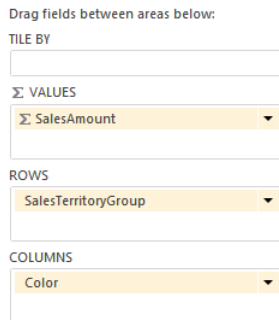 Drag fields between areas below:
TILE BY
Σ VALUES
Σ SalesAmount
ROWS
SalesTerritoryGroup
COLUMNS
Color